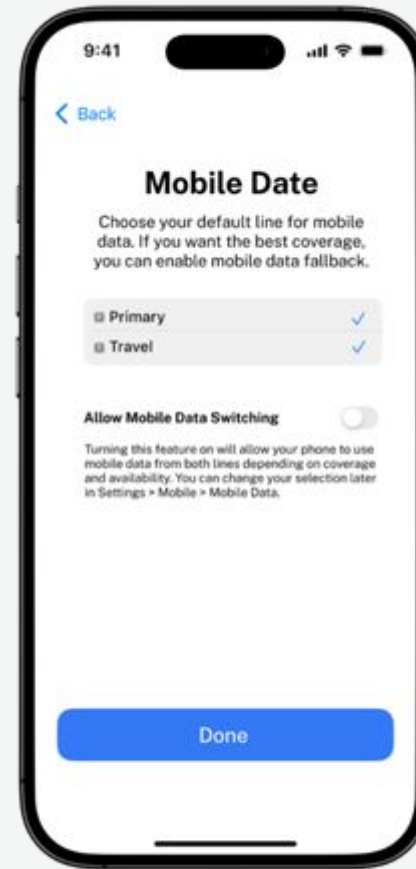 9:41
Back
Mobile Date
Choose your default line for mobile
data. If you want the best coverage,
you can enable mobile data fallback.
Primary
Travel
Allow Mobile Data Switching
Turning this feature on will allow your phone to use
mobile data from both lines depending on coverage
and availability. You can change your selection later
in Settings > Mobile > Mobile Data.
Done